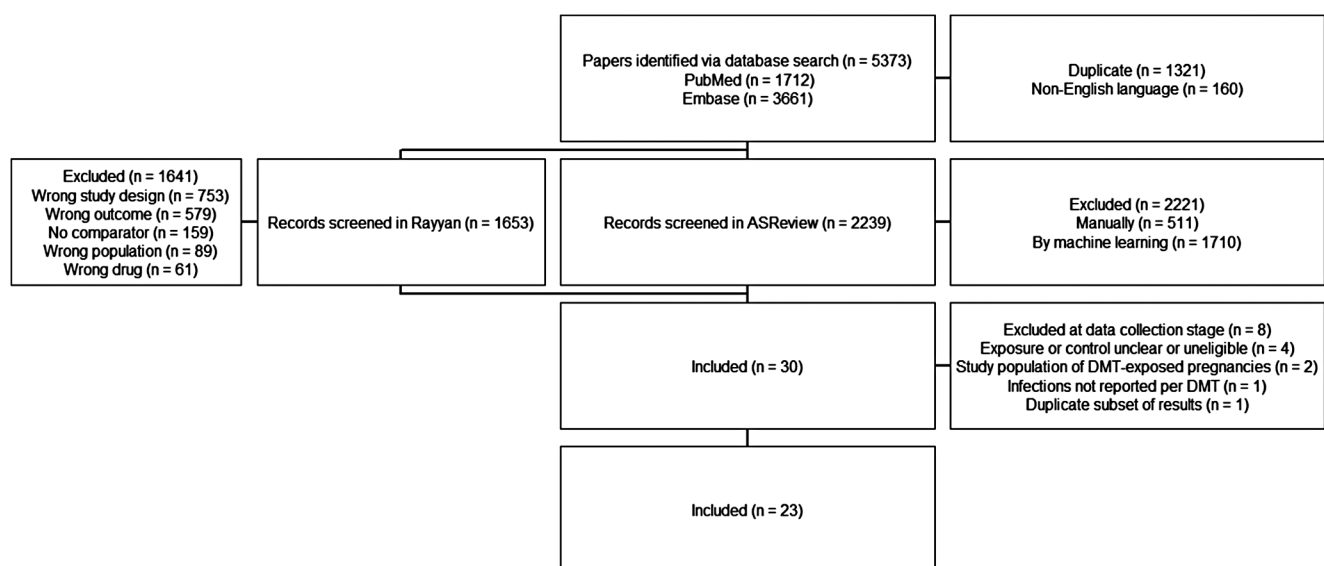 Papers identified via database search (n = 5373)
PubMed (n = 1712)
Embase (n = 3661)
Duplicate (n = 1321)
Non-English language (n = 160)
Excluded (n = 1641)
Wrong study design (n = 753)
Wrong outcome (n = 579)
No comparator (n = 159)
Wrong population (n = 89)
Wrong drug (n = 61)
Records screened in Rayyan (n = 1653)
Records screened in ASReview (n = 2239)
Excluded (n = 2221)
Manually (n = 511)
By machine learning (n = 1710)
Included (n = 30)
Excluded at data collection stage (n = 8)
Exposure or control unclear or uneligible (n = 4)
Study population of DMT-exposed pregnancies (n = 2)
Infections not reported per DMT (n = 1)
Duplicate subset of results (n = 1)
Included (n = 23)